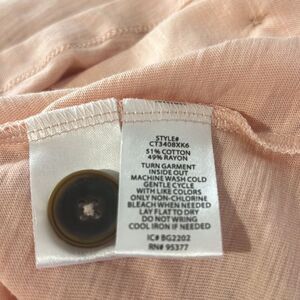 STYLE#
CT3408XK6
51% COTTON
49% RAYON
TURN GARMENT
INSIDE OUT
MACHINE WASH COLD
GENTLE CYCLE
WITH LIKE COLORS
ONLY NON-CHLORINE
BLEACH WHEN NEEDED
LAY FLAT TO DRY
DO NOT WRING
COOL IRON IF NEEDED
IC# BG2202
RN# 95377